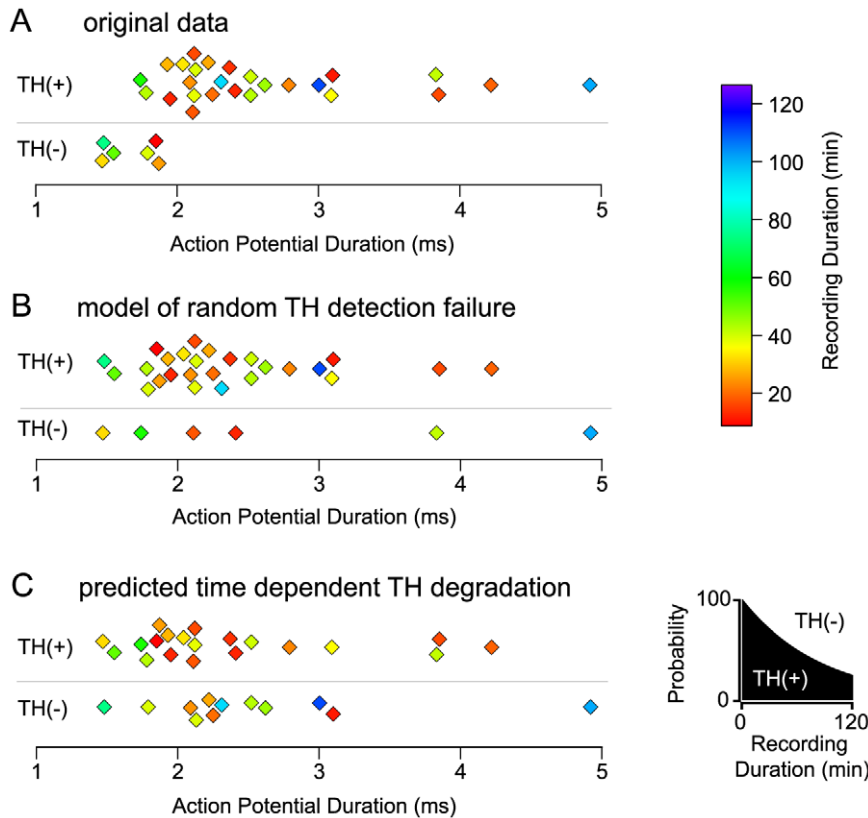 A original data
TH(+)
TH(-)
1 2 3 4 5
Action Potential Duration (ms)
B model of random TH detection failure
TH(+)
TH(-)
1 2 3 4 5
Action Potential Duration (ms)
C predicted time dependent TH degradation
TH(+)
TH(-)
1 2 3 4 5
Action Potential Duration (ms)
120
100
80
60
40
20
Recording Duration (min)
100
0
Probability
TH(-)
TH(+)
0 120
Recording
Duration (min)